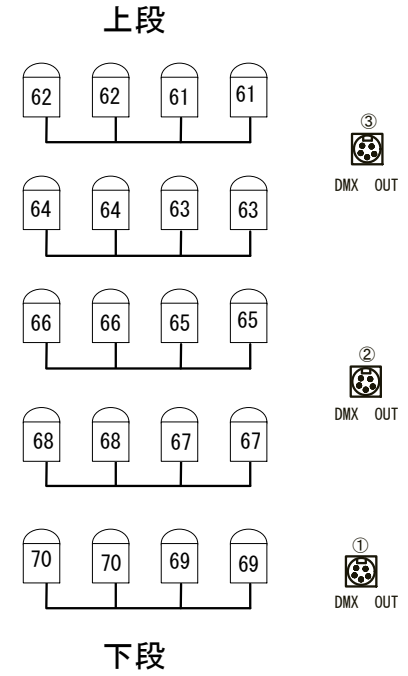 上段
62 62 61 61
③
DMX OUT
64 64 63 63
66 66 65 65
②
DMX OUT
68 68 67 67
①
70 70 69 69
DMX OUT
下段